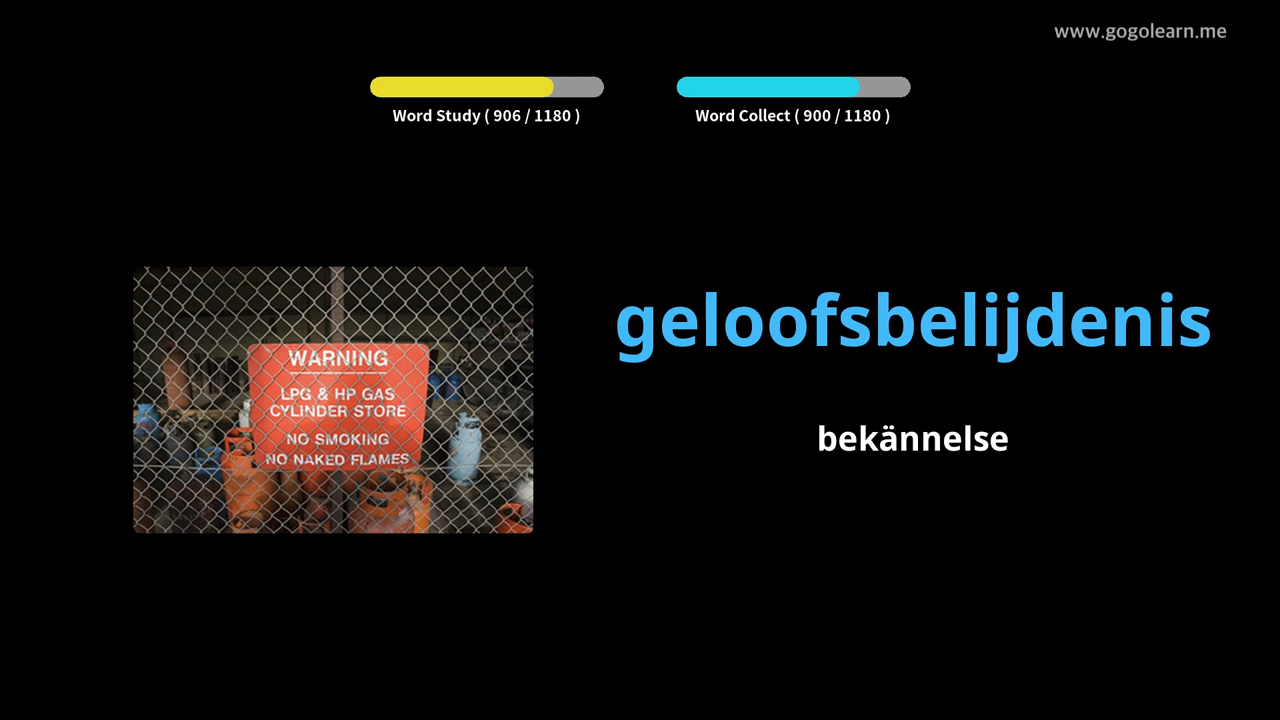 www.gogolearn.me
Word Study ( 906 / 1180 )
Word Collect ( 900 / 1180 )
WARNING
LPG & HP GAS
CYLINDER STORE
NO SMOKING
NO NAKED FLAMES
geloofsbelijdenis
bekännelse